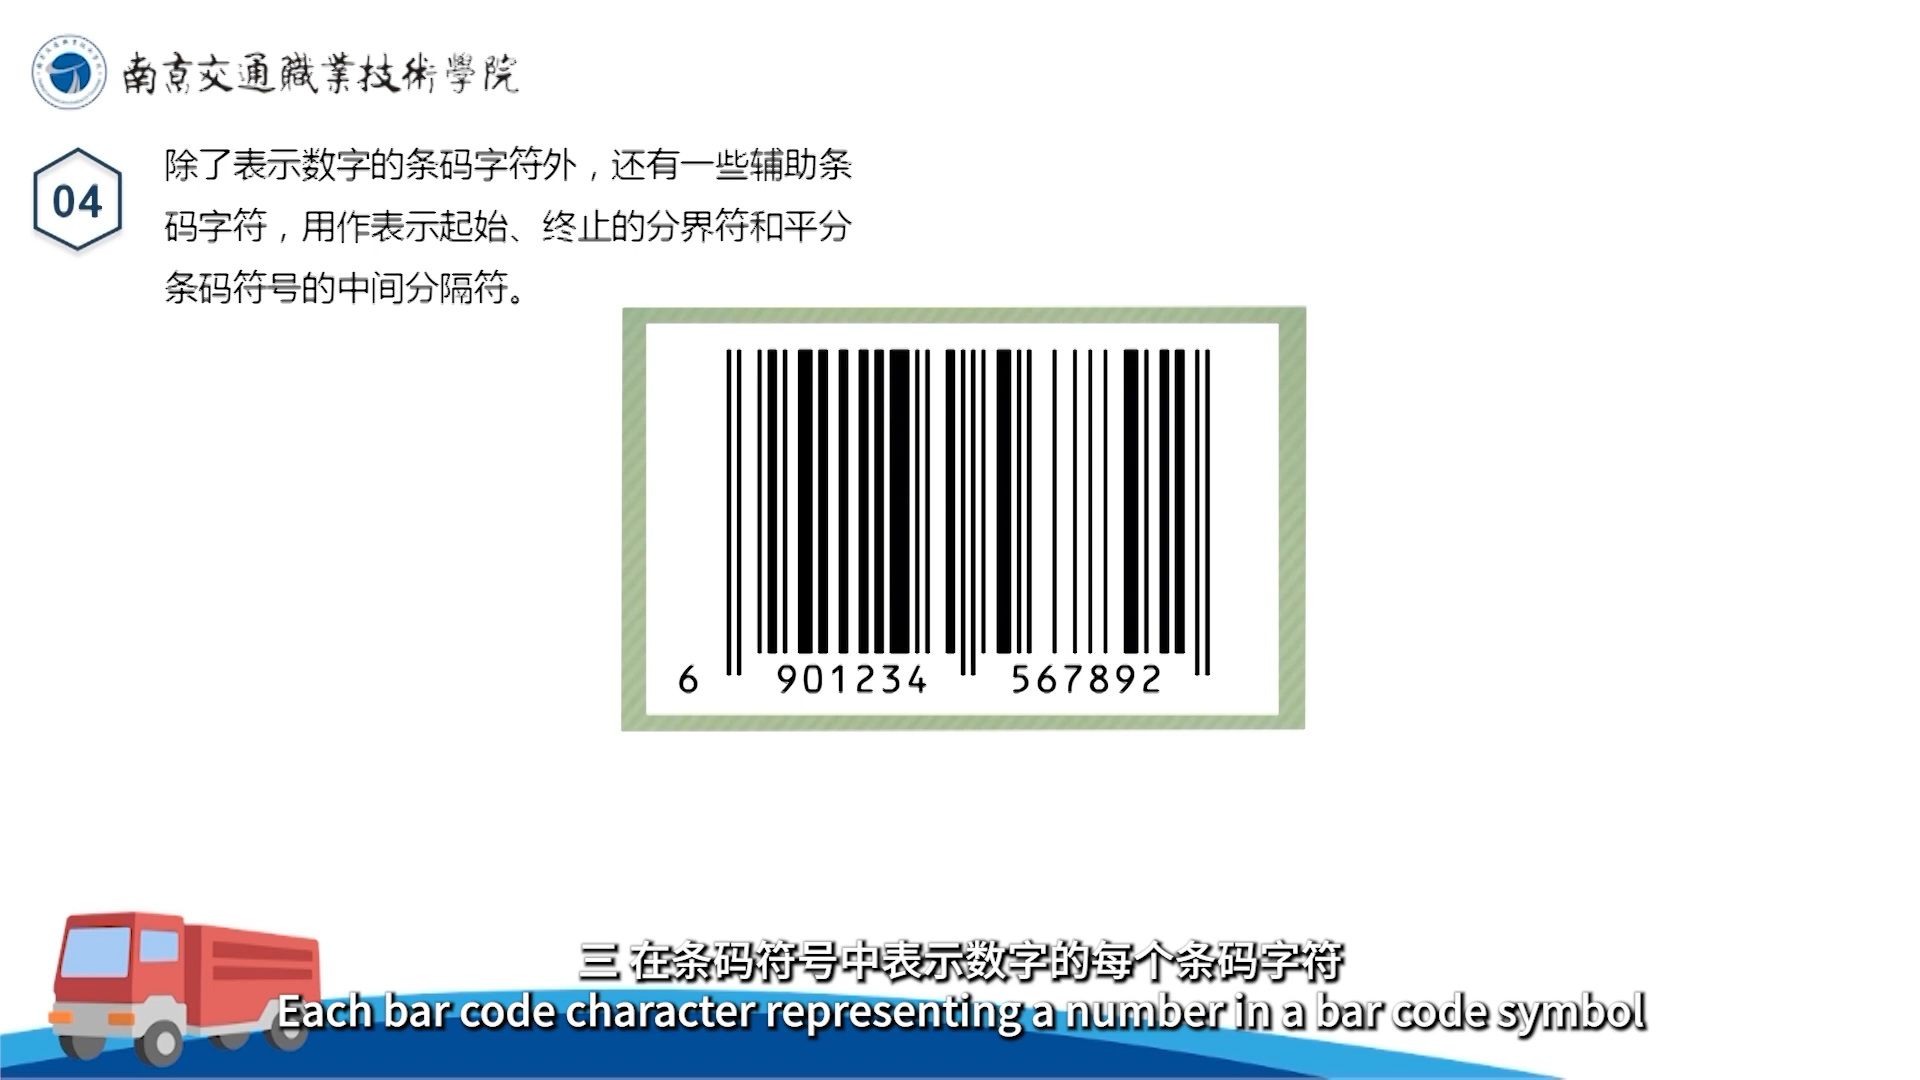 南京交通職業技術學院
04
除了表示数字的条码字符外，还有一些辅助条
码字符，用作表示起始、终止的分界符和平分
条码符号的中间分隔符。
6 901234 567892
三 在条码符号中表示数字的每个条码字符
Each bar code character representing a number in a bar code symbol